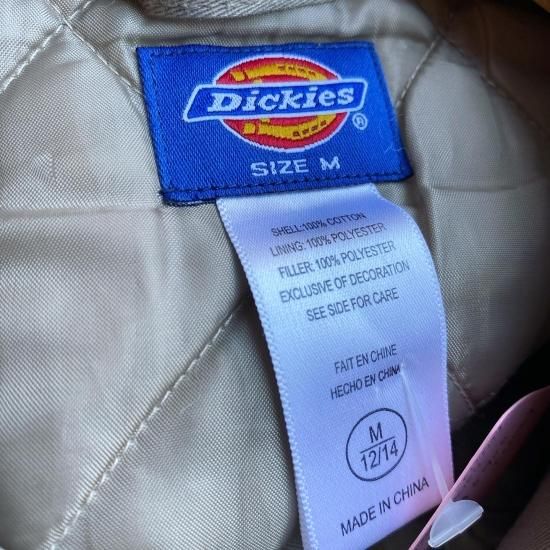 Dickies®
SIZE M
SHELL:100% COTTON
LINING: 100% POLYESTER
FILLER: 100% POLYESTER
EXCLUSIVE OF DECORATION
SEE SIDE FOR CARE
FAIT EN CHINE
HECHO EN CHINA
M
12/14
MADE IN CHINA